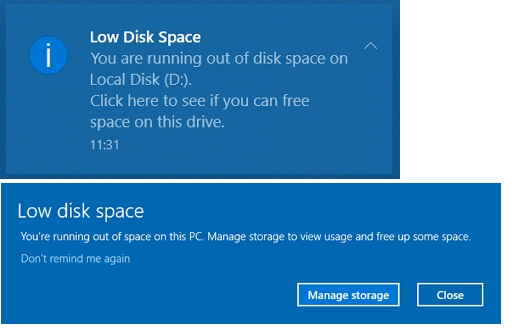 Low Disk Space
You are running out of disk space on
Local Disk (D:).
Click here to see if you can free
space on this drive.
11:31
Low disk space
You're running out of space on this PC. Manage storage to view usage and free up some space.
Don't remind me again
Manage storage
Close